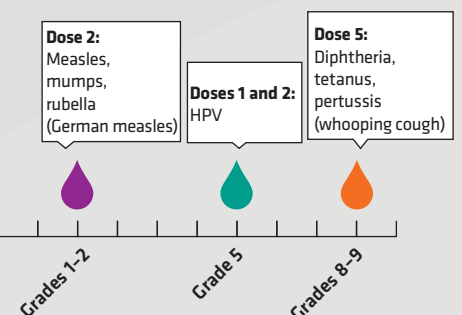 Dose 2:
Measles,
mumps,
rubella
(German measles)
Doses 1 and 2:
HPV
Dose 5:
Diphtheria,
tetanus,
pertussis
(whooping cough)
Grades 1–2
Grade 5
Grades 8–9